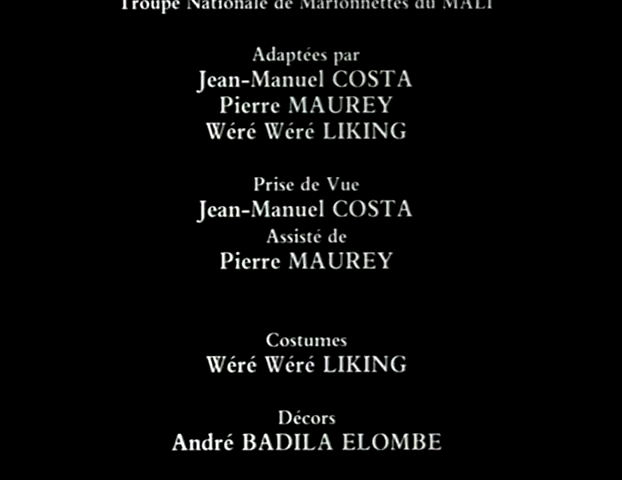 Troupe Nationale de Marionnettes du MALI
Adaptées par
Jean-Manuel COSTA
Pierre MAUREY
Wéré Wéré LIKING
Prise de Vue
Jean-Manuel COSTA
Assisté de
Pierre MAUREY
Costumes
Wéré Wéré LIKING
Décors
André BADILA ELOMBE